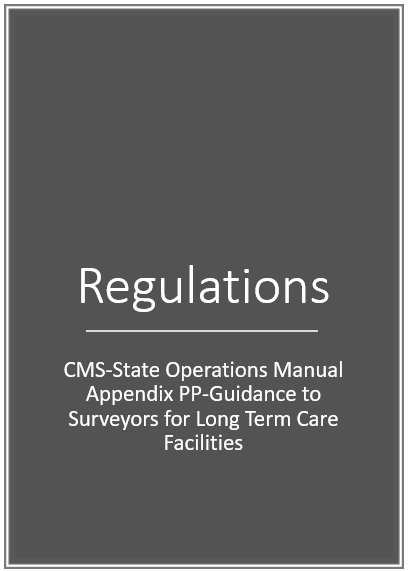 Regulations
CMS-State Operations Manual
Appendix PP-Guidance to
Surveyors for Long Term Care
Facilities